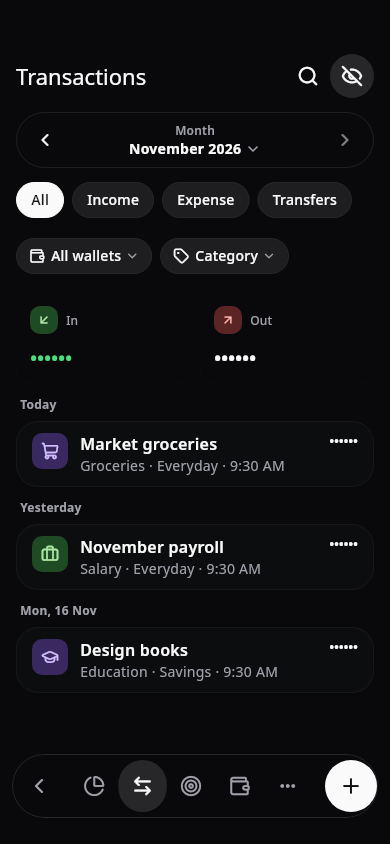 Transactions
Month
November 2026
All
Income
Expense
Transfers
All wallets
Category
In
Out
••••••
••••••
Today
Market groceries
••••••
Groceries · Everyday · 9:30 AM
Yesterday
November payroll
••••••
Salary · Everyday · 9:30 AM
Mon, 16 Nov
Design books
••••••
Education · Savings · 9:30 AM